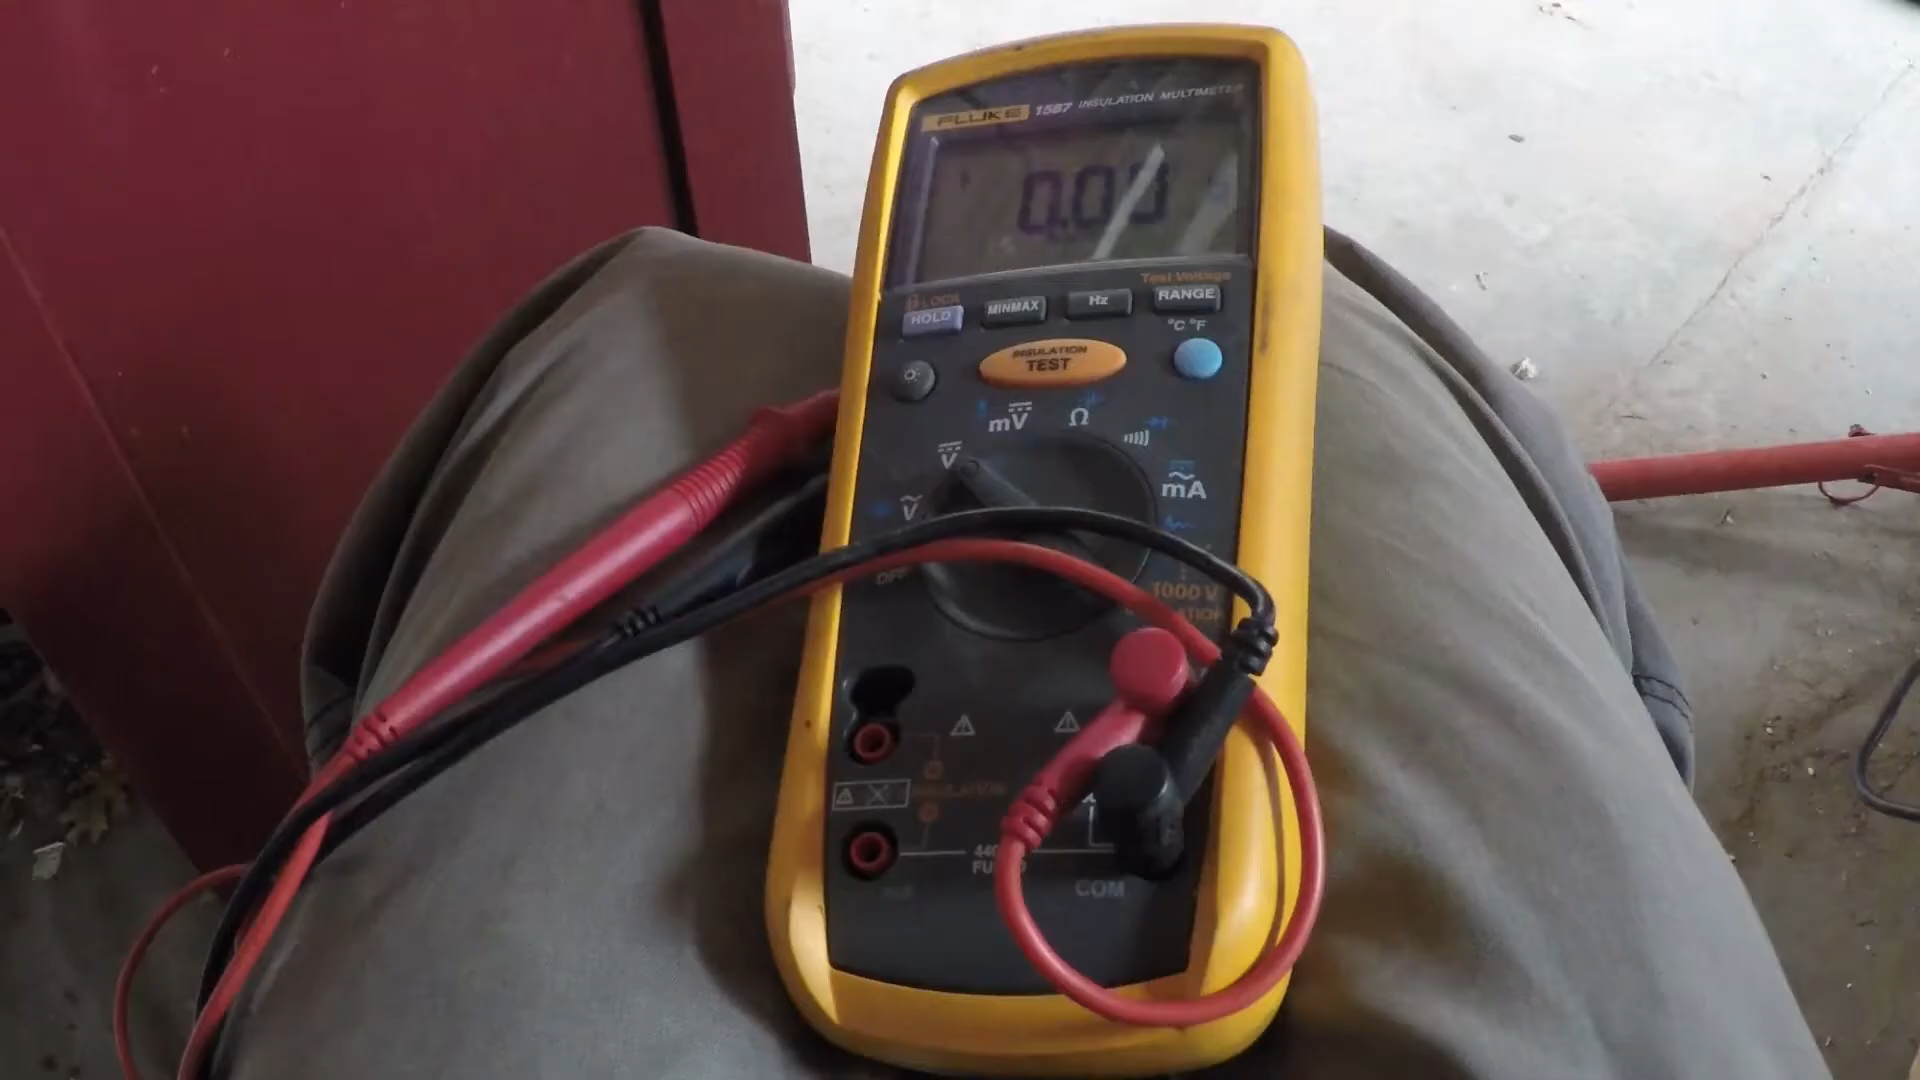 FLUKE 1587 INSULATION MULTIMETER
0.00
Test Voltage
LOCK
HOLD
MINMAX
Hz
RANGE
°C °F
INSULATION
TEST
mV
Ω
V
mA
V
OFF
1000 V
COM